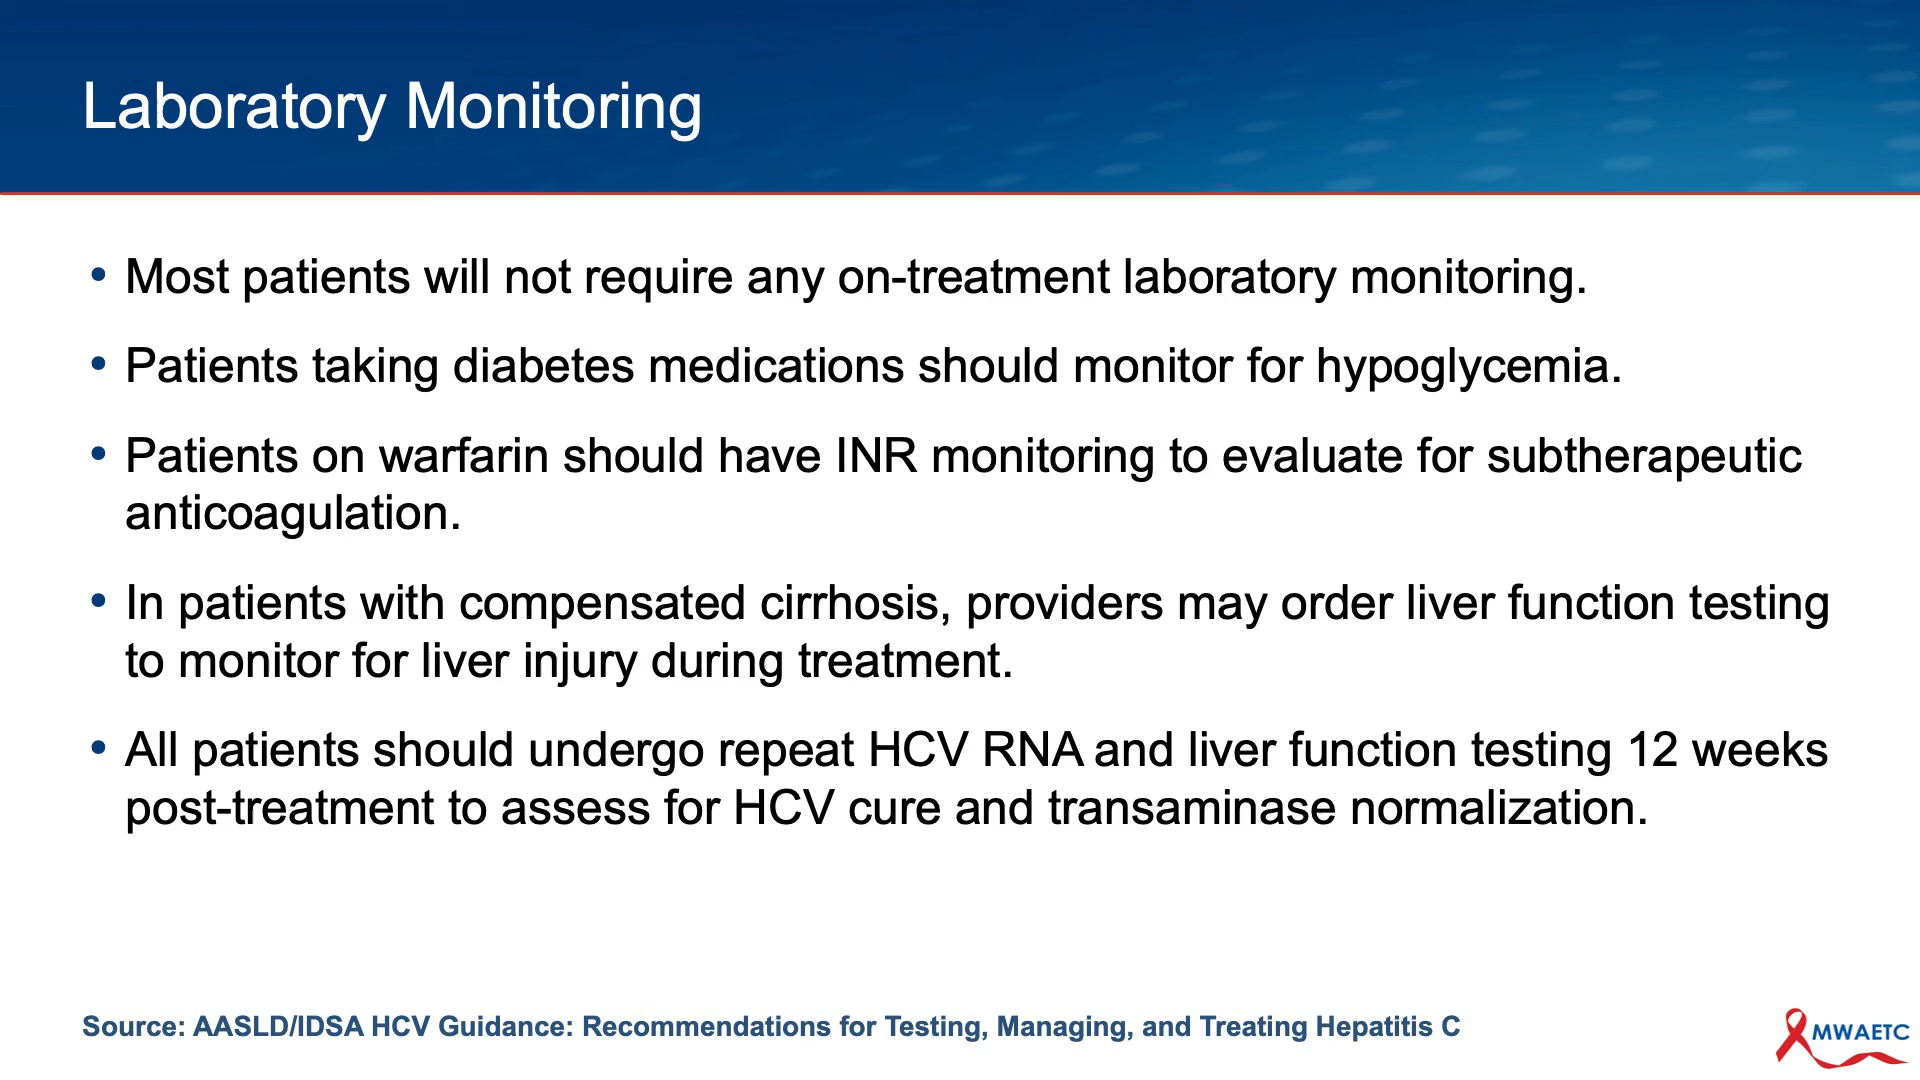 Laboratory Monitoring
• Most patients will not require any on-treatment laboratory monitoring.
• Patients taking diabetes medications should monitor for hypoglycemia.
• Patients on warfarin should have INR monitoring to evaluate for subtherapeutic
anticoagulation.
• In patients with compensated cirrhosis, providers may order liver function testing
to monitor for liver injury during treatment.
• All patients should undergo repeat HCV RNA and liver function testing 12 weeks
post-treatment to assess for HCV cure and transaminase normalization.
Source: AASLD/IDSA HCV Guidance: Recommendations for Testing, Managing, and Treating Hepatitis C
MWAETC